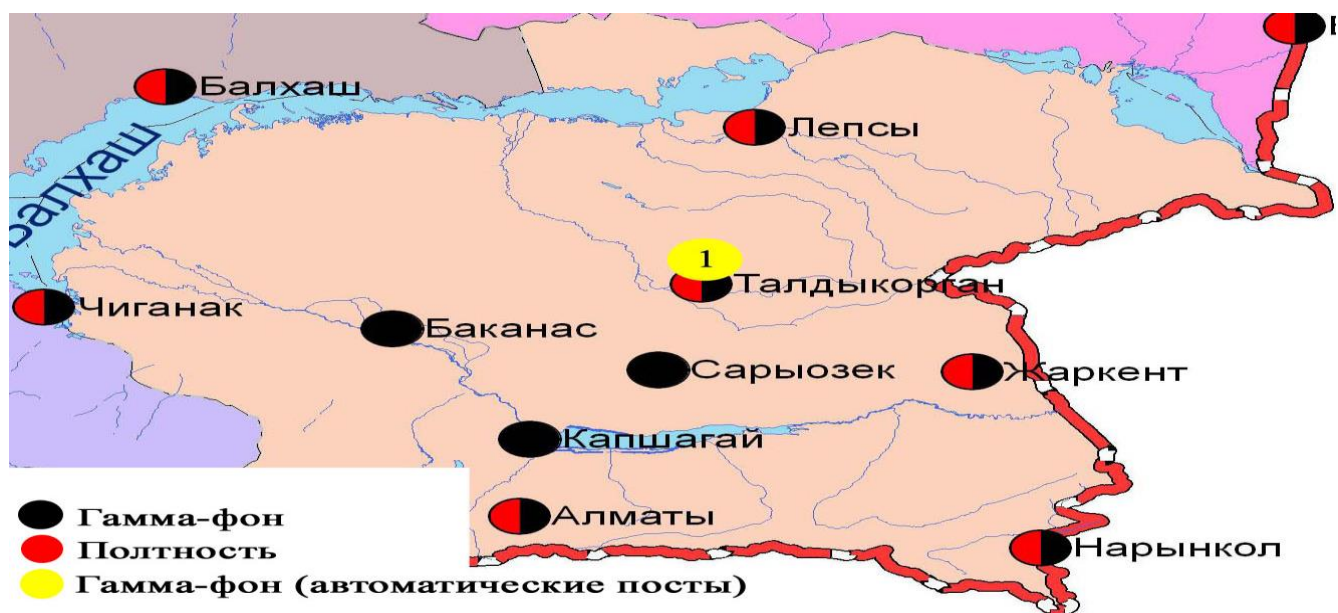 Балхаш
Лепсы
Балхаш
1
Талдыкорган
Чиганак
Баканас
Сарыозек
Жаркент
Капшагай
Алматы
Нарынкол
Гамма-фон
Полтность
Гамма-фон (автоматические посты)